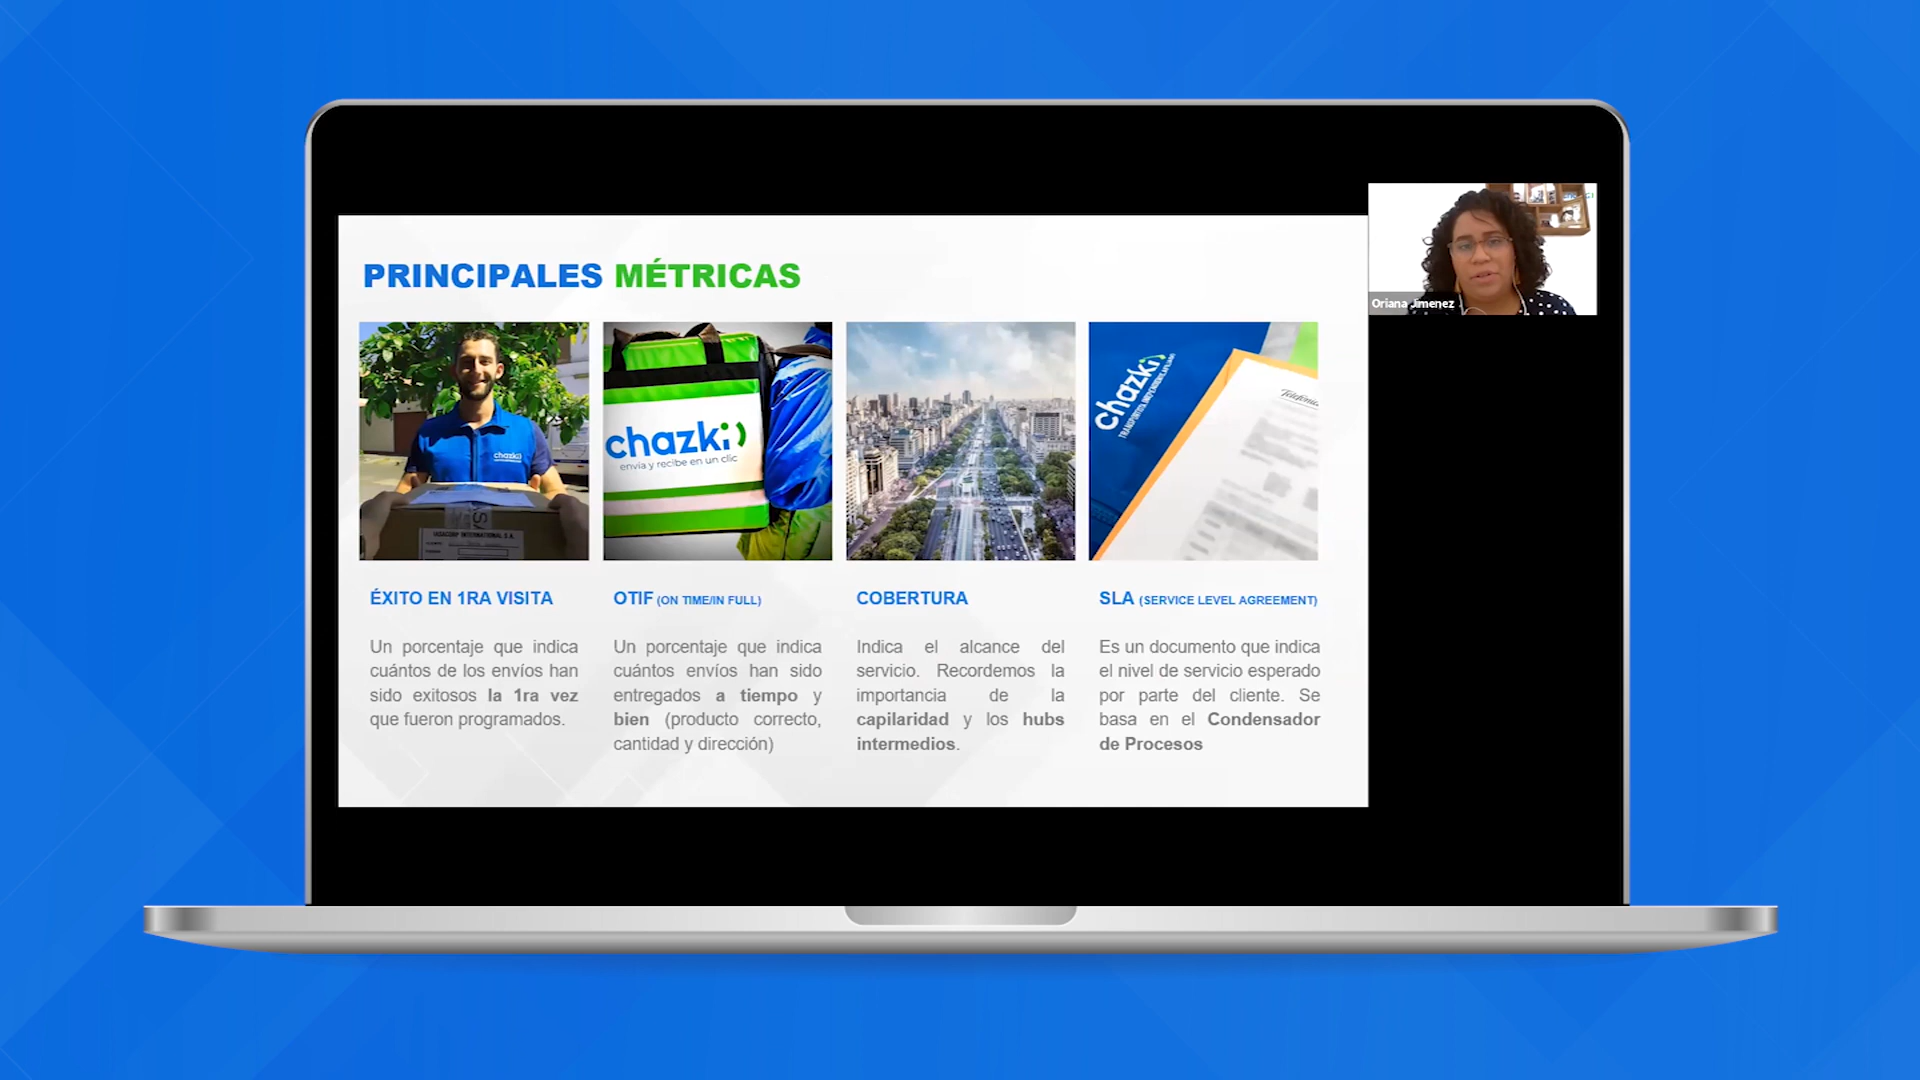 PRINCIPALES MÉTRICAS
Oriana Jimenez
chazki
HISACORP INTERNATIONAL S.A.
chazki
envía y recibe en un clic
chazki
Telefónica
ÉXITO EN 1RA VISITA
Un porcentaje que indica
cuántos de los envíos han
sido exitosos la 1ra vez
que fueron programados.
OTIF (ON TIME/IN FULL)
Un porcentaje que indica
cuántos envíos han sido
entregados a tiempo y
bien (producto correcto,
cantidad y dirección)
COBERTURA
Indica el alcance del
servicio. Recordemos la
importancia de la
capilaridad y los hubs
intermedios.
SLA (SERVICE LEVEL AGREEMENT)
Es un documento que indica
el nivel de servicio esperado
por parte del cliente. Se
basa en el Condensador
de Procesos